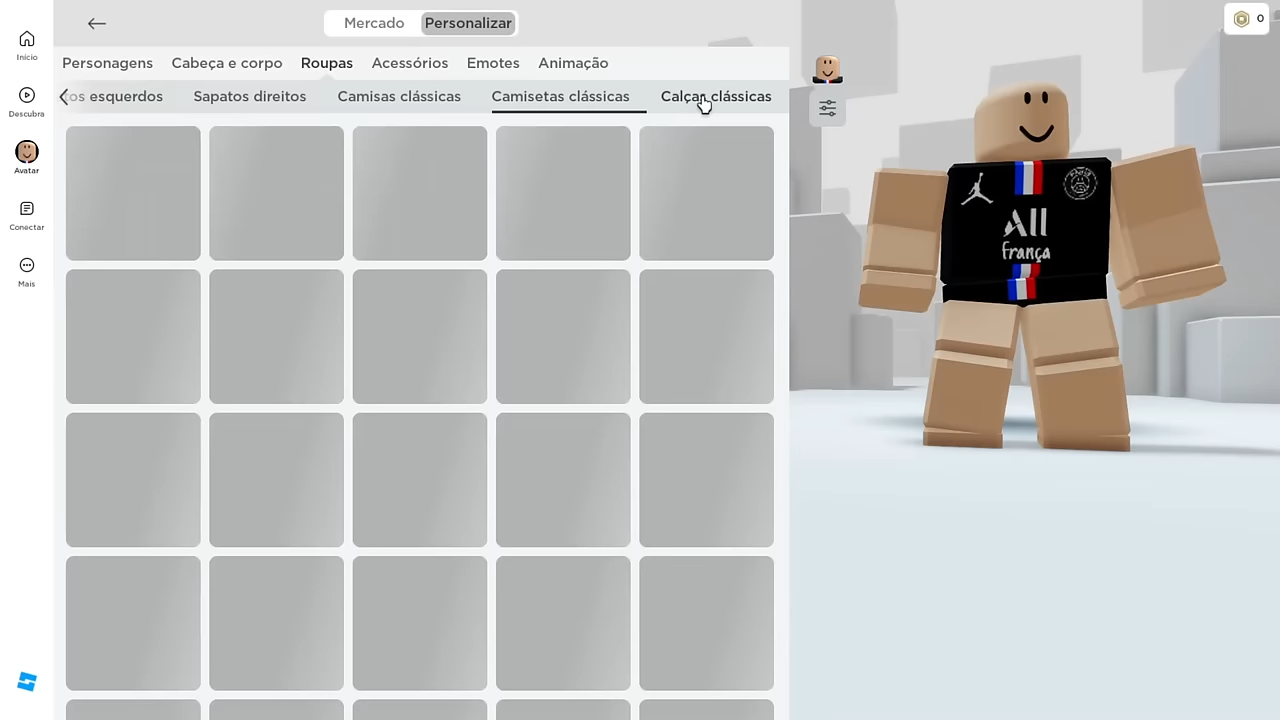 Mercado
Personalizar
0
Início
Descubra
Avatar
Conectar
Mais
Personagens
Cabeça e corpo
Roupas
Acessórios
Emotes
Animação
os esquerdos
Sapatos direitos
Camisas clássicas
Camisetas clássicas
Calças clássicas
All
frança